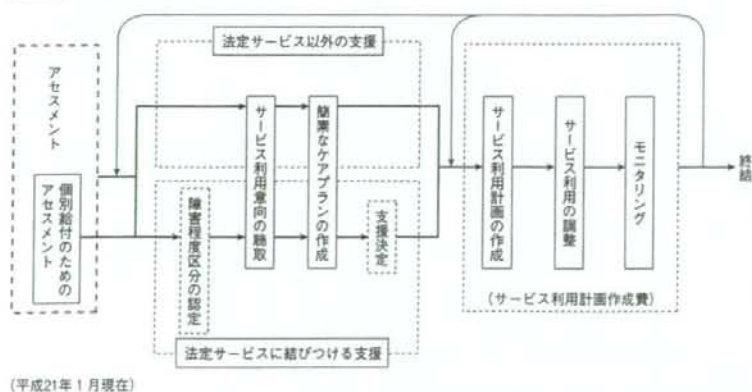 法定サービス以外の支援
アセスメント
個別給付のための
アセスメント
障害程度区分の認定
サービス利用意向の聴取
簡素なケアプランの作成
支援決定
サービス利用計画の作成
サービス利用の調整
モニタリング
終結
(サービス利用計画作成費)
法定サービスに結びつける支援
(平成21年1月現在)